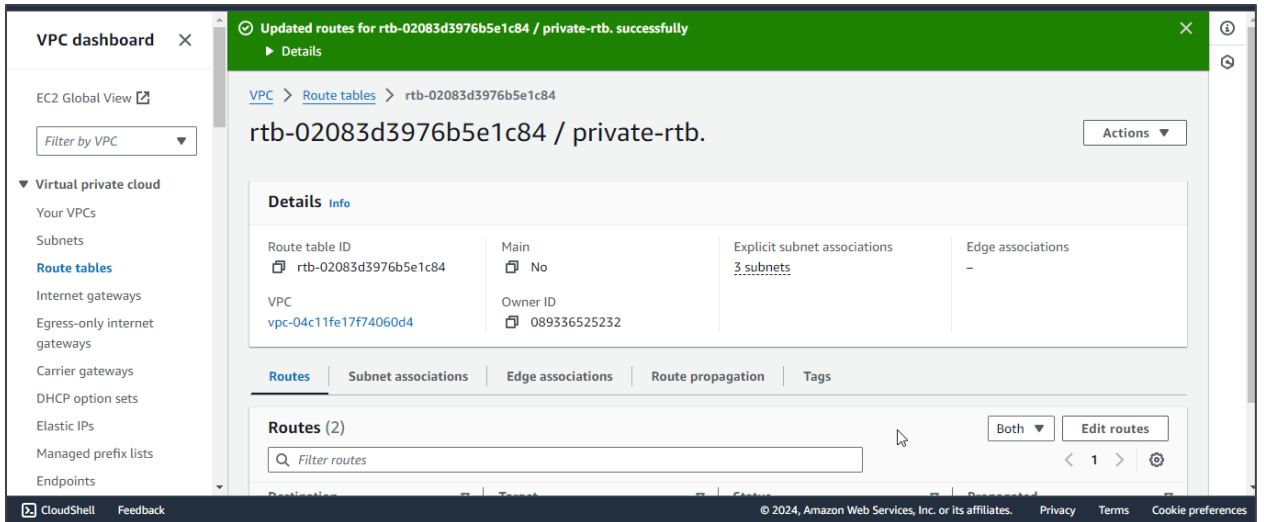 VPC dashboard
EC2 Global View
Filter by VPC
Virtual private cloud
Your VPCs
Subnets
Route tables
Internet gateways
Egress-only internet
gateways
Carrier gateways
DHCP option sets
Elastic IPs
Managed prefix lists
Endpoints
Updated routes for rtb-02083d3976b5e1c84 / private-rtb. successfully
Details
VPC > Route tables > rtb-02083d3976b5e1c84
rtb-02083d3976b5e1c84 / private-rtb.
Actions
Details Info
Route table ID
rtb-02083d3976b5e1c84
Main
No
Explicit subnet associations
3 subnets
Edge associations
–
VPC
vpc-04c11fe17f74060d4
Owner ID
089336525232
Routes
Subnet associations
Edge associations
Route propagation
Tags
Routes (2)
Both
Edit routes
Filter routes
1
Destination
Target
Status
Propagated
CloudShell
Feedback
© 2024, Amazon Web Services, Inc. or its affiliates.
Privacy
Terms
Cookie preferences